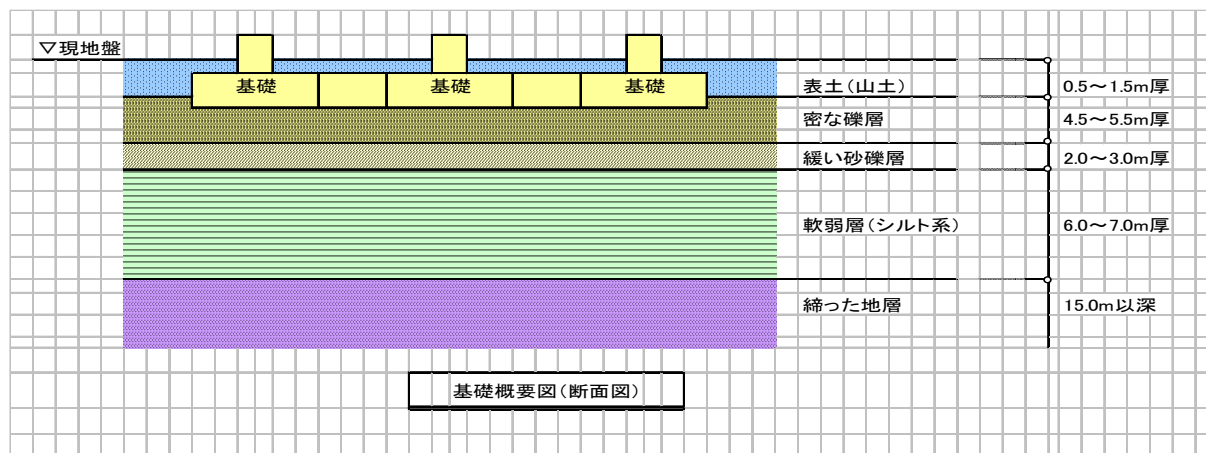 ▽現地盤
基礎 基礎 基礎
表土(山土) 0.5～1.5m厚
密な礫層 4.5～5.5m厚
緩い砂礫層 2.0～3.0m厚
軟弱層(シルト系) 6.0～7.0m厚
締った地層 15.0m以深
基礎概要図(断面図)